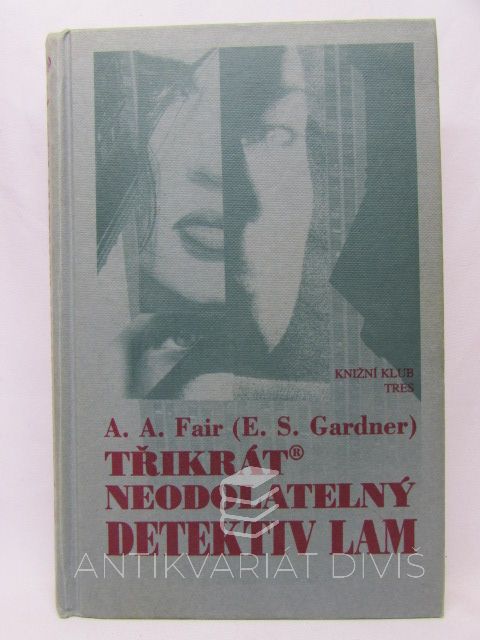 KNIŽNÍ KLUB
TRES
A. A. Fair (E. S. Gardner)
TŘIKRÁT®
NEODOLATELNÝ
DETEKTIV LAM
ANTIKVARIÁT DIVIŠ